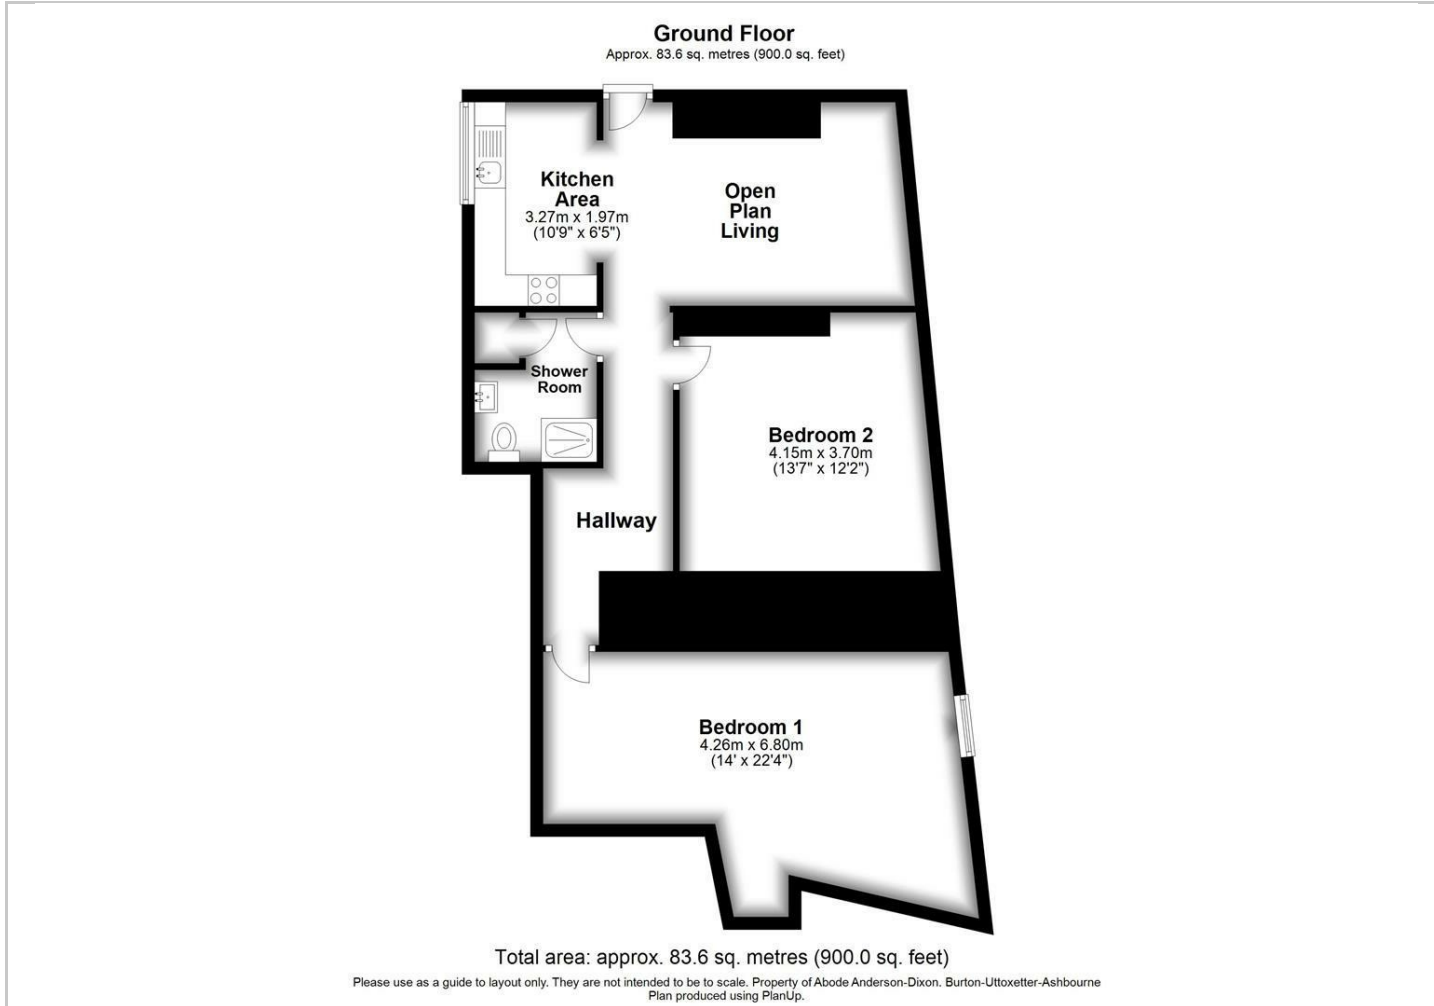 Ground Floor
Approx. 83.6 sq. metres (900.0 sq. feet)
Kitchen
Area
3.27m x 1.97m
(10'9" x 6'5")
Open
Plan
Living
Shower
Room
Bedroom 2
4.15m x 3.70m
(13'7" x 12'2")
Hallway
Bedroom 1
4.26m x 6.80m
(14' x 22'4")
Total area: approx. 83.6 sq. metres (900.0 sq. feet)
Please use as a guide to layout only. They are not intended to be to scale. Property of Abode Anderson-Dixon. Burton-Uttoxetter-Ashbourne
Plan produced using PlanUp.